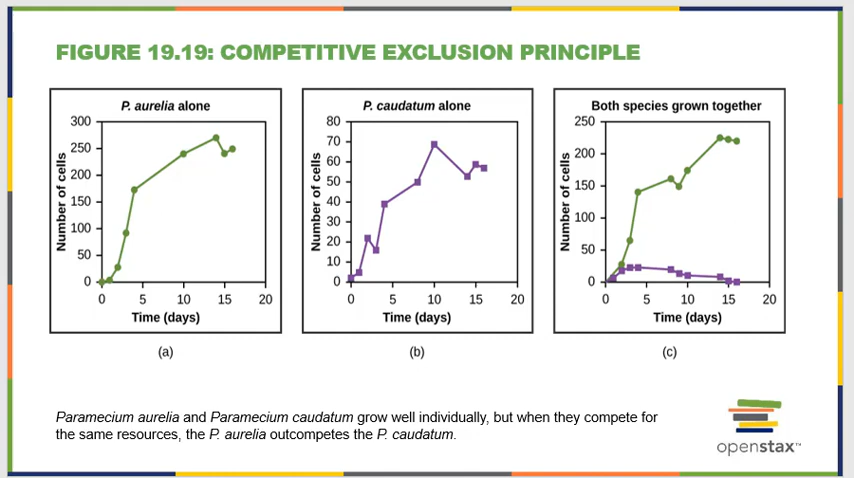 FIGURE 19.19: COMPETITIVE EXCLUSION PRINCIPLE
P. aurelia alone
300
250
200
150
100
50
0
Number of cells
0 5 10 15 20
Time (days)
(a)
P. caudatum alone
80
70
60
50
40
30
20
10
0
Number of cells
0 5 10 15 20
Time (days)
(b)
Both species grown together
250
200
150
100
50
0
Number of cells
0 5 10 15 20
Time (days)
(c)
Paramecium aurelia and Paramecium caudatum grow well individually, but when they compete for
the same resources, the P. aurelia outcompetes the P. caudatum.
openstax™